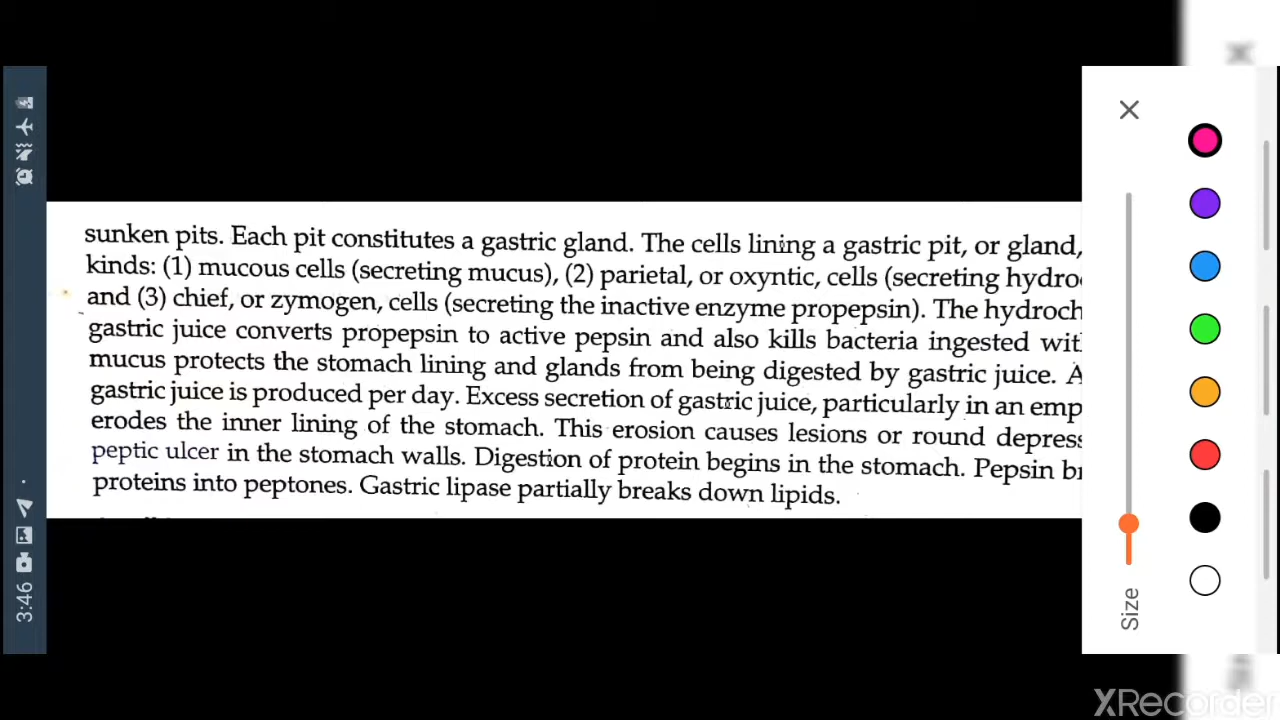 sunken pits. Each pit constitutes a gastric gland. The cells lining a gastric pit, or gland,
kinds: (1) mucous cells (secreting mucus), (2) parietal, or oxyntic, cells (secreting hydro
and (3) chief, or zymogen, cells (secreting the inactive enzyme propepsin). The hydroch
gastric juice converts propepsin to active pepsin and also kills bacteria ingested wit
mucus protects the stomach lining and glands from being digested by gastric juice. A
gastric juice is produced per day. Excess secretion of gastric juice, particularly in an emp
erodes the inner lining of the stomach. This erosion causes lesions or round depress
peptic ulcer in the stomach walls. Digestion of protein begins in the stomach. Pepsin br
proteins into peptones. Gastric lipase partially breaks down lipids.
3:46
Size
XRecorder